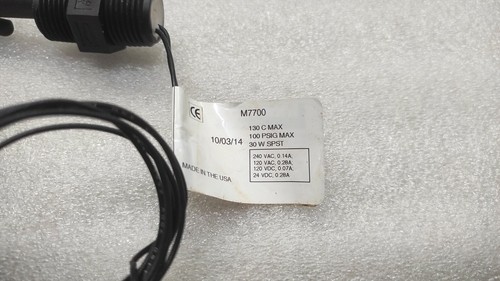 CE
M7700
10/03/14
130 C MAX
100 PSIG MAX
30 W SPST
MADE IN THE USA
240 VAC, 0.14A,
120 VAC, 0.28A,
120 VDC, 0.07A,
24 VDC, 0.28A